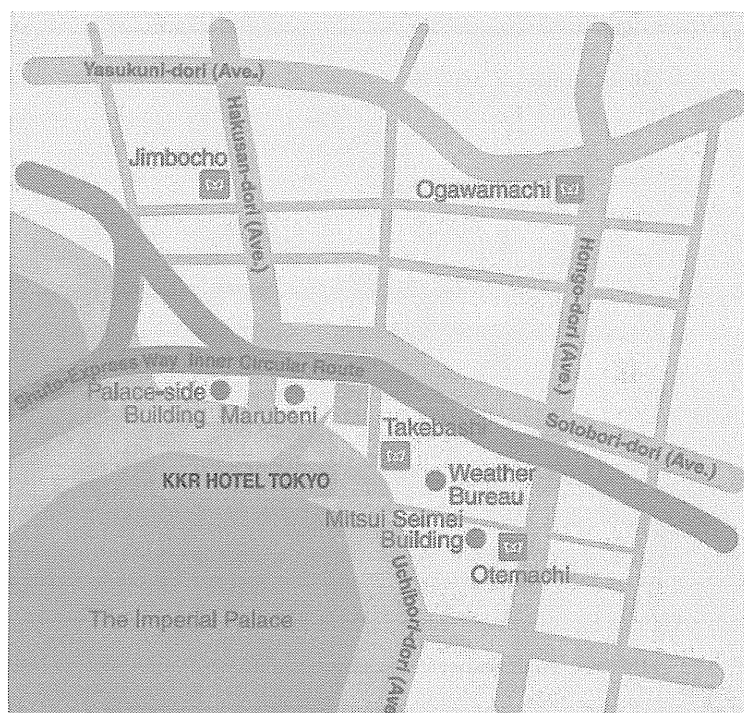 Yasukuni-dori (Ave.)
Hakusan-dori (Ave.)
Jimbocho
Ogawamachi
Hongo-dori (Ave.)
Shuto-Express Way Inner Circular Route
Palace-side
Building
Marubeni
Takebashi
Sotobori-dori (Ave.)
KKR HOTEL TOKYO
Weather
Bureau
Mitsui Seimei
Building
Otemachi
Uchibori-dori (Ave
The Imperial Palace